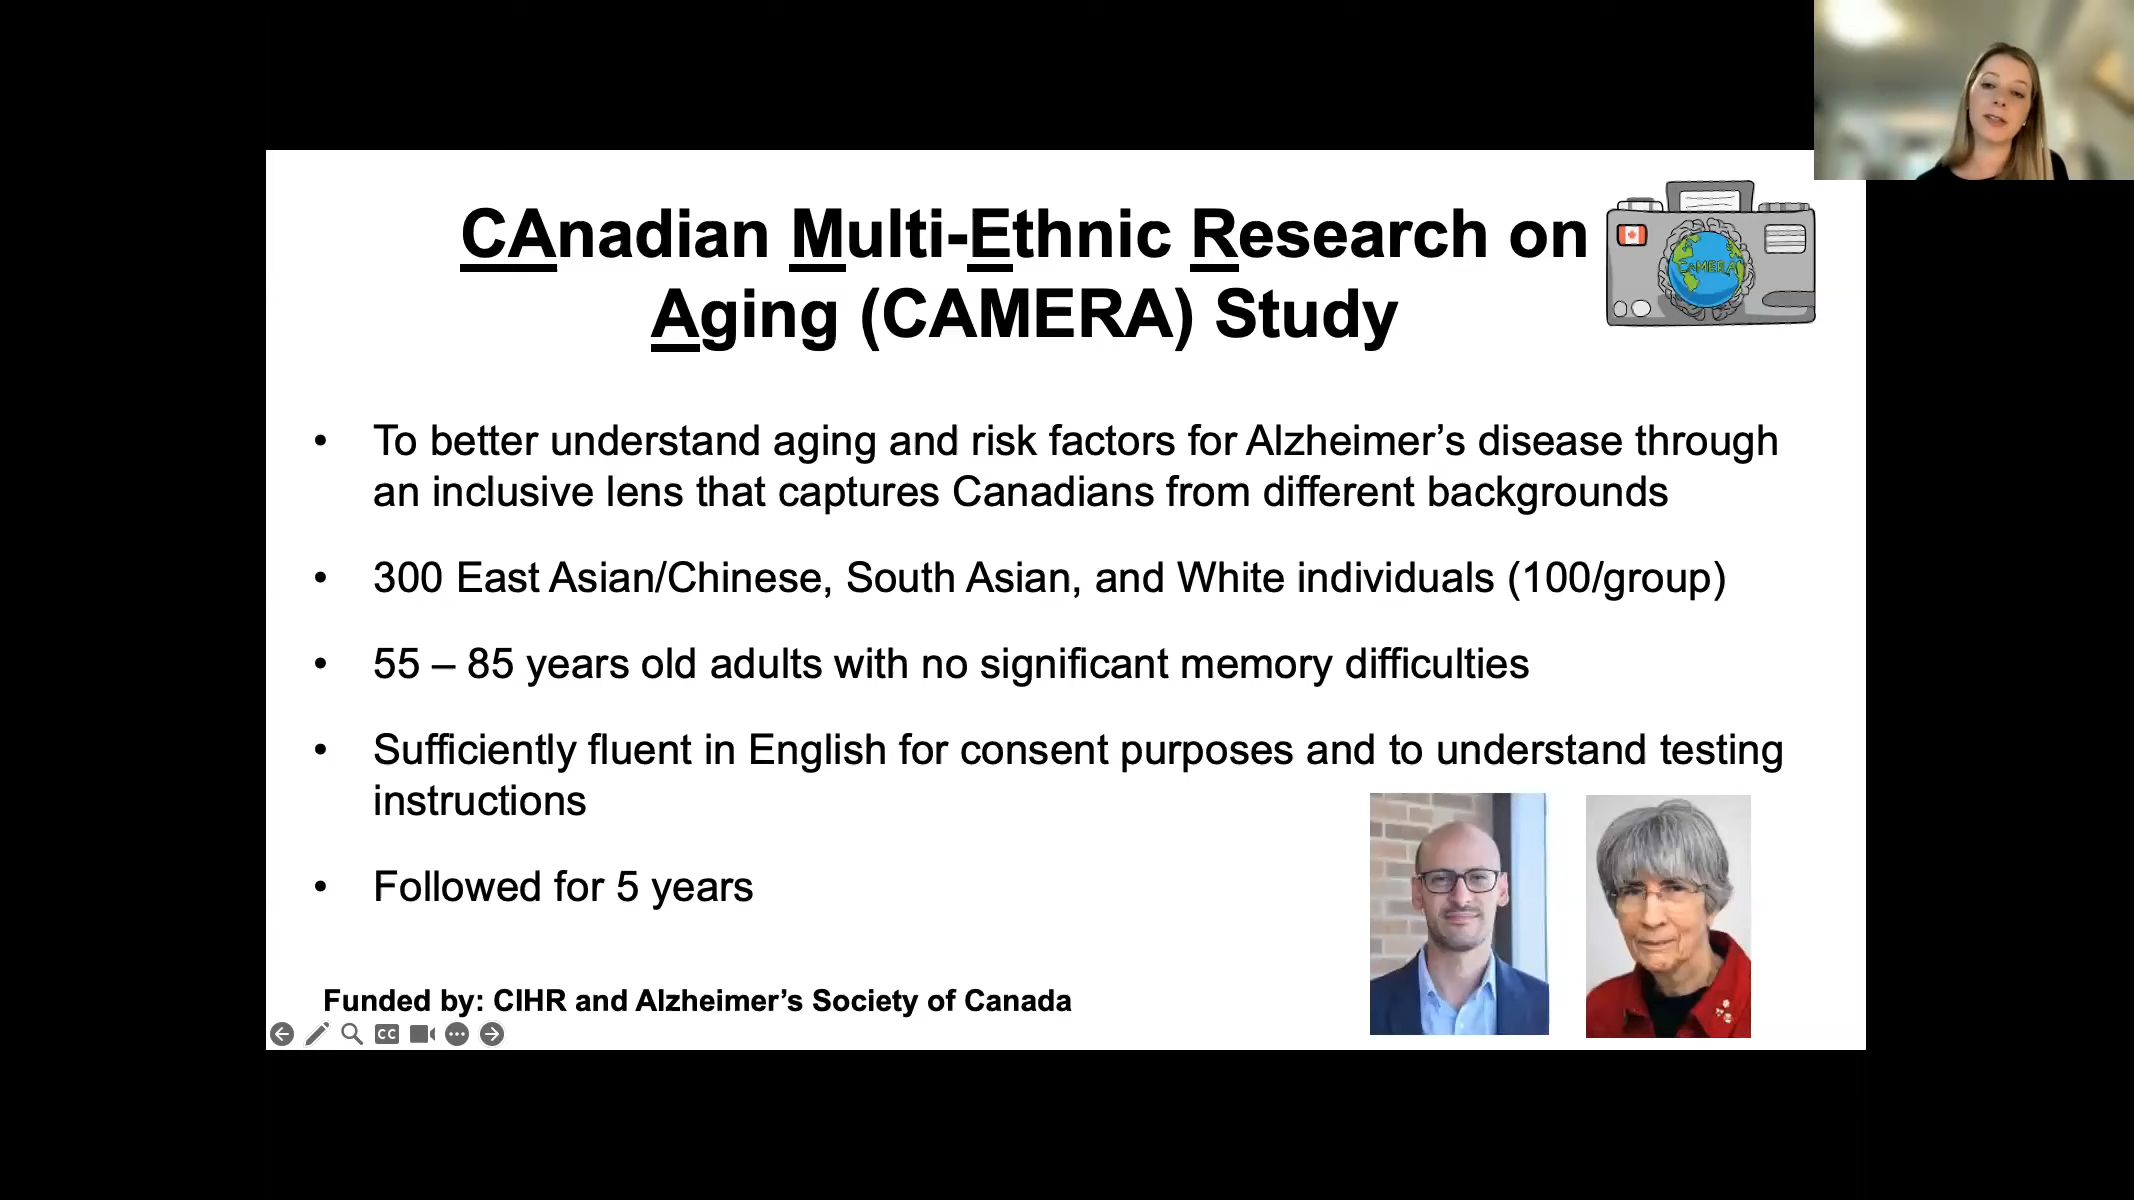 CAnadian Multi-Ethnic Research on
Aging (CAMERA) Study
CAMERA
• To better understand aging and risk factors for Alzheimer’s disease through
an inclusive lens that captures Canadians from different backgrounds
• 300 East Asian/Chinese, South Asian, and White individuals (100/group)
• 55 – 85 years old adults with no significant memory difficulties
• Sufficiently fluent in English for consent purposes and to understand testing
instructions
• Followed for 5 years
Funded by: CIHR and Alzheimer’s Society of Canada
CC